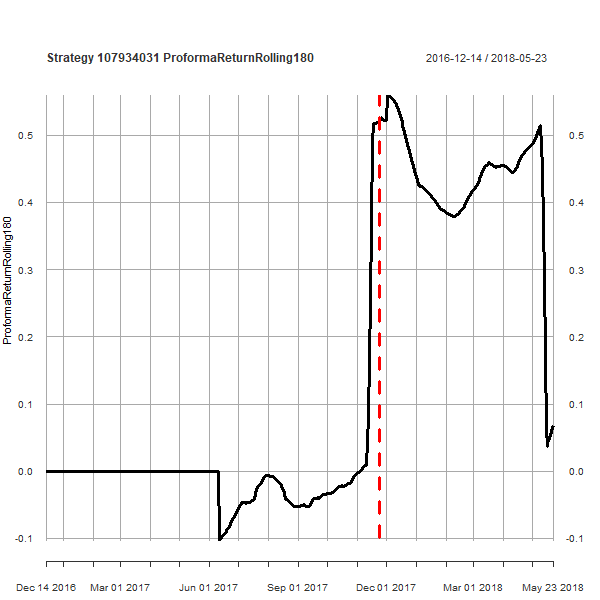 Strategy 107934031 ProformaReturnRolling180
2016-12-14 / 2018-05-23
ProformaReturnRolling180
0.5
0.4
0.3
0.2
0.1
0.0
-0.1
0.5
0.4
0.3
0.2
0.1
0.0
-0.1
Dec 14 2016
Mar 01 2017
Jun 01 2017
Sep 01 2017
Dec 01 2017
Mar 01 2018
May 23 2018